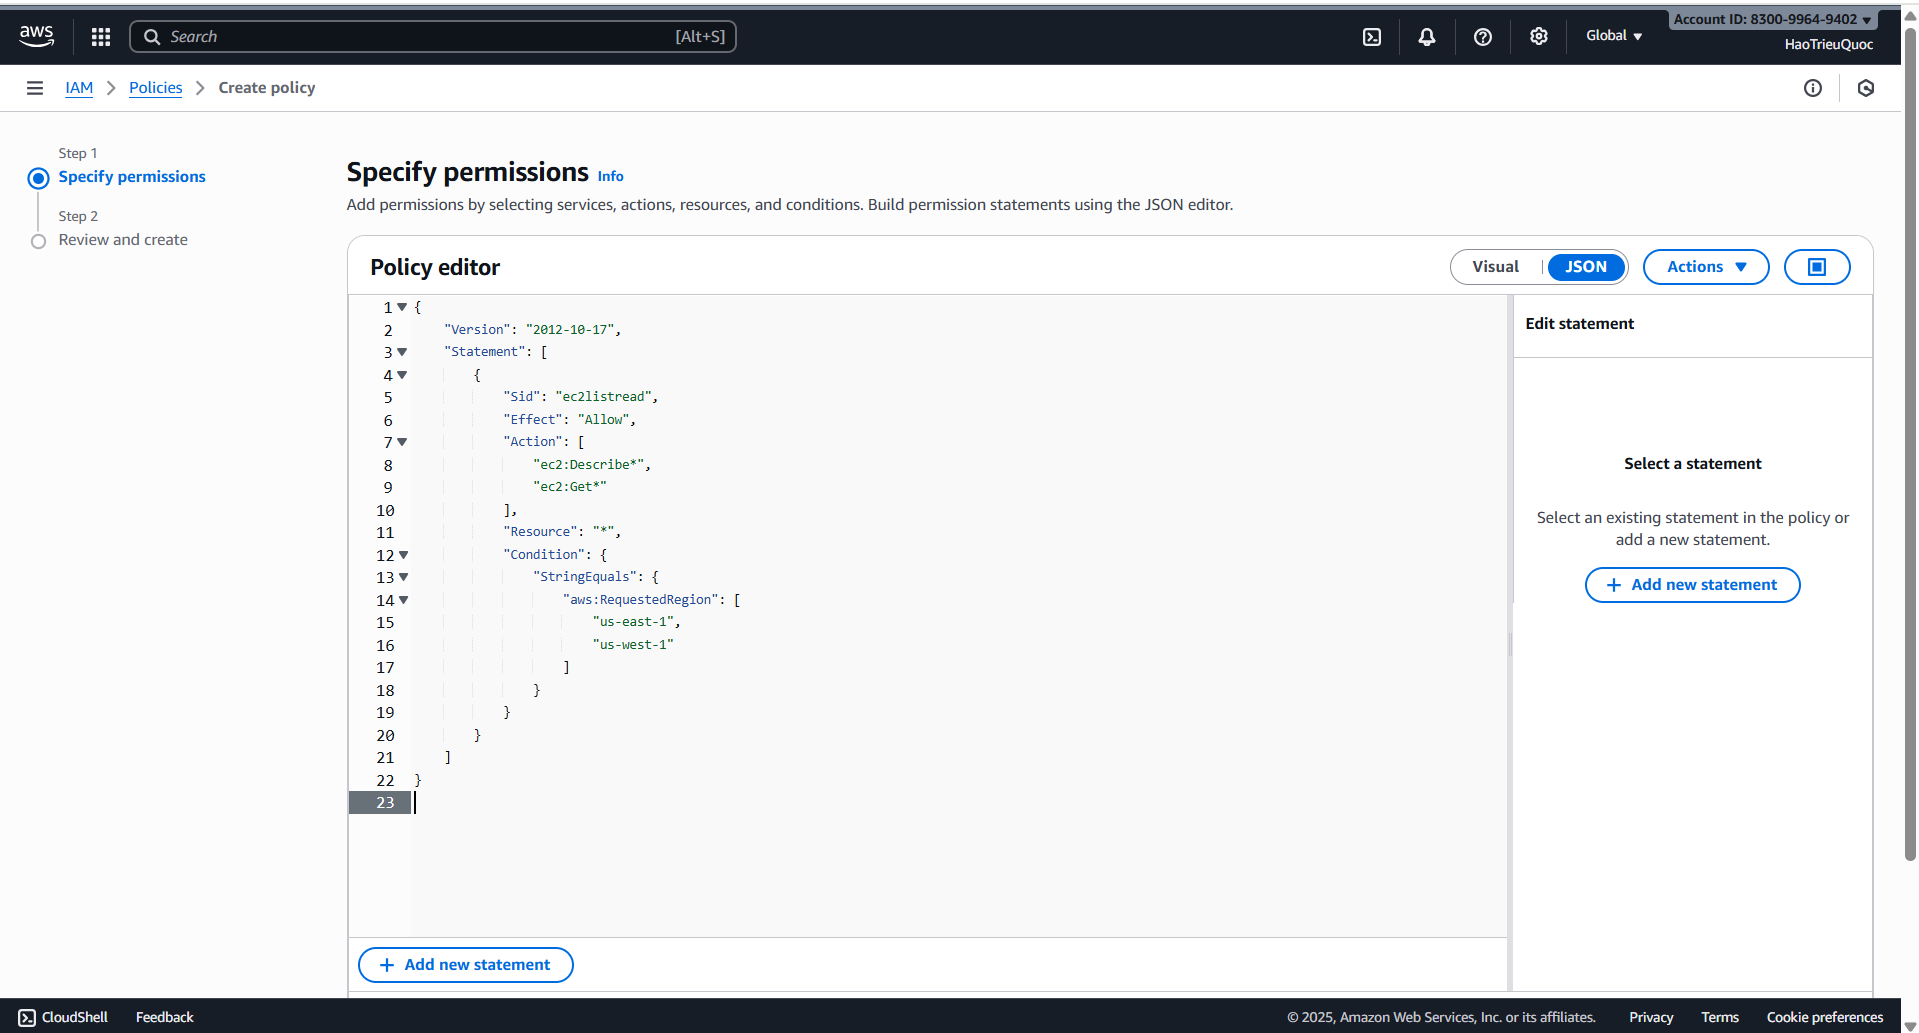 aws
Search [Alt+S]
Global
Account ID: 8300-9964-9402
HaoTrieuQuoc
IAM Policies Create policy
Step 1
Specify permissions
Step 2
Review and create
Specify permissions Info
Add permissions by selecting services, actions, resources, and conditions. Build permission statements using the JSON editor.
Policy editor
Visual JSON Actions
1 {
2     "Version": "2012-10-17",
3     "Statement": [
4         {
5             "Sid": "ec2listread",
6             "Effect": "Allow",
7             "Action": [
8                 "ec2:Describe*",
9                 "ec2:Get*"
10             ],
11             "Resource": "*",
12             "Condition": {
13                 "StringEquals": {
14                     "aws:RequestedRegion": [
15                         "us-east-1",
16                         "us-west-1"
17                     ]
18                 }
19             }
20         }
21     ]
22 }
23
+ Add new statement
Edit statement
Select a statement
Select an existing statement in the policy or
add a new statement.
+ Add new statement
CloudShell Feedback
© 2025, Amazon Web Services, Inc. or its affiliates. Privacy Terms Cookie preferences